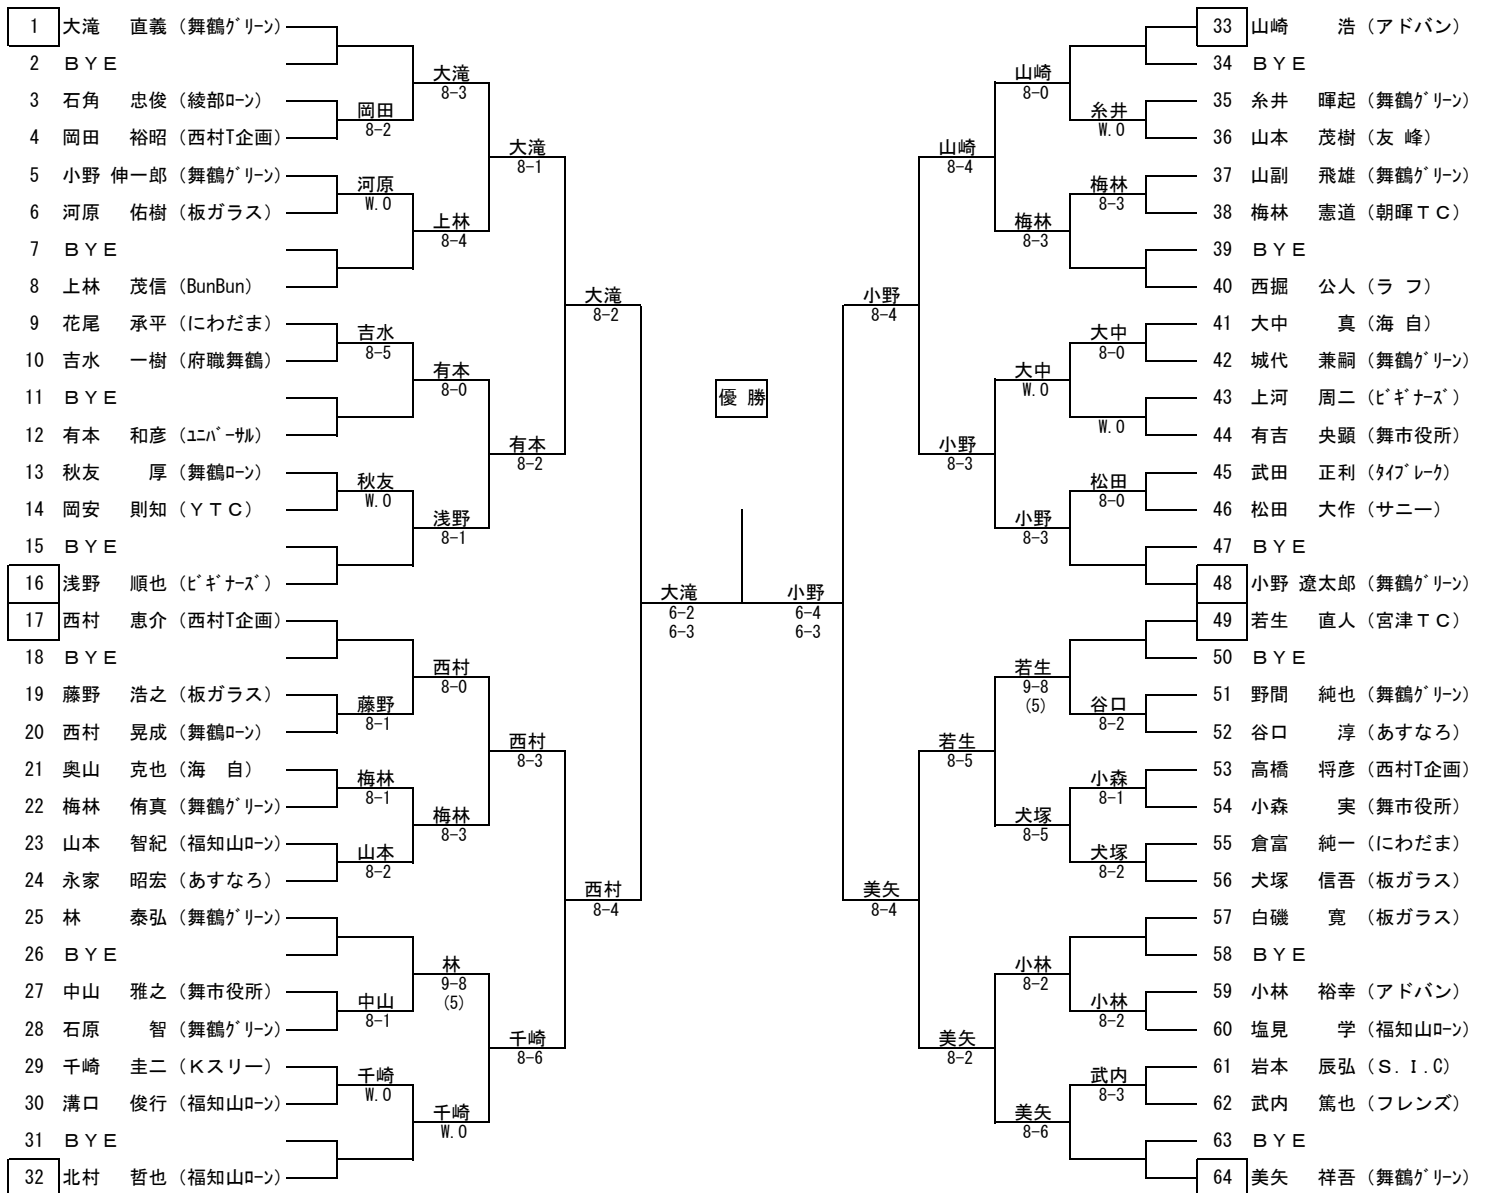 1 大滝 直義 (舞鶴ｸﾞﾘｰﾝ)
2 ＢＹＥ
3 石角 忠俊 (綾部ﾛｰﾝ)
4 岡田 裕昭 (西村T企画)
5 小野 伸一郎 (舞鶴ｸﾞﾘｰﾝ)
6 河原 佑樹 (板ガラス)
7 ＢＹＥ
8 上林 茂信 (BunBun)
9 花尾 承平 (にわだま)
10 吉水 一樹 (府職舞鶴)
11 ＢＹＥ
12 有本 和彦 (ﾕﾆﾊﾞｰｻﾙ)
13 秋友 厚 (舞鶴ﾛｰﾝ)
14 岡安 則知 (ＹＴＣ)
15 ＢＹＥ
16 浅野 順也 (ﾋﾞｷﾞﾅｰｽﾞ)
17 西村 恵介 (西村T企画)
18 ＢＹＥ
19 藤野 浩之 (板ガラス)
20 西村 晃成 (舞鶴ﾛｰﾝ)
21 奥山 克也 (海 自)
22 梅林 侑真 (舞鶴ｸﾞﾘｰﾝ)
23 山本 智紀 (福知山ﾛｰﾝ)
24 永家 昭宏 (あすなろ)
25 林 泰弘 (舞鶴ｸﾞﾘｰﾝ)
26 ＢＹＥ
27 中山 雅之 (舞市役所)
28 石原 智 (舞鶴ｸﾞﾘｰﾝ)
29 千崎 圭二 (Ｋスリー)
30 溝口 俊行 (福知山ﾛｰﾝ)
31 ＢＹＥ
32 北村 哲也 (福知山ﾛｰﾝ)
岡田
8-2
河原
W.O
吉水
8-5
秋友
W.O
藤野
8-1
梅林
8-1
山本
8-2
中山
8-1
千崎
W.O
大滝
8-3
上林
8-4
有本
8-0
浅野
8-1
西村
8-0
梅林
8-3
林
9-8
(5)
千崎
W.O
大滝
8-1
有本
8-2
西村
8-3
千崎
8-6
大滝
8-2
西村
8-4
大滝
6-2
6-3
優 勝
小野
6-4
6-3
小野
8-4
美矢
8-4
山崎
8-4
小野
8-3
若生
8-5
美矢
8-2
山崎
8-0
梅林
8-3
大中
W.O
小野
8-3
若生
9-8
(5)
犬塚
8-5
小林
8-2
美矢
8-6
糸井
W.O
梅林
8-3
大中
8-0
W.O
松田
8-0
谷口
8-2
小森
8-1
犬塚
8-2
小林
8-2
武内
8-3
33 山崎 浩 (アドバン)
34 ＢＹＥ
35 糸井 暉起 (舞鶴ｸﾞﾘｰﾝ)
36 山本 茂樹 (友 峰)
37 山副 飛雄 (舞鶴ｸﾞﾘｰﾝ)
38 梅林 憲道 (朝暉ＴＣ)
39 ＢＹＥ
40 西掘 公人 (ラ フ)
41 大中 真 (海 自)
42 城代 兼嗣 (舞鶴ｸﾞﾘｰﾝ)
43 上河 周二 (ﾋﾞｷﾞﾅｰｽﾞ)
44 有吉 央顕 (舞市役所)
45 武田 正利 (ﾀｲﾌﾞﾚｰｸ)
46 松田 大作 (サニー)
47 ＢＹＥ
48 小野 遼太郎 (舞鶴ｸﾞﾘｰﾝ)
49 若生 直人 (宮津ＴＣ)
50 ＢＹＥ
51 野間 純也 (舞鶴ｸﾞﾘｰﾝ)
52 谷口 淳 (あすなろ)
53 高橋 将彦 (西村T企画)
54 小森 実 (舞市役所)
55 倉富 純一 (にわだま)
56 犬塚 信吾 (板ガラス)
57 白磯 寛 (板ガラス)
58 ＢＹＥ
59 小林 裕幸 (アドバン)
60 塩見 学 (福知山ﾛｰﾝ)
61 岩本 辰弘 (Ｓ.Ｉ.C)
62 武内 篤也 (フレンズ)
63 ＢＹＥ
64 美矢 祥吾 (舞鶴ｸﾞﾘｰﾝ)